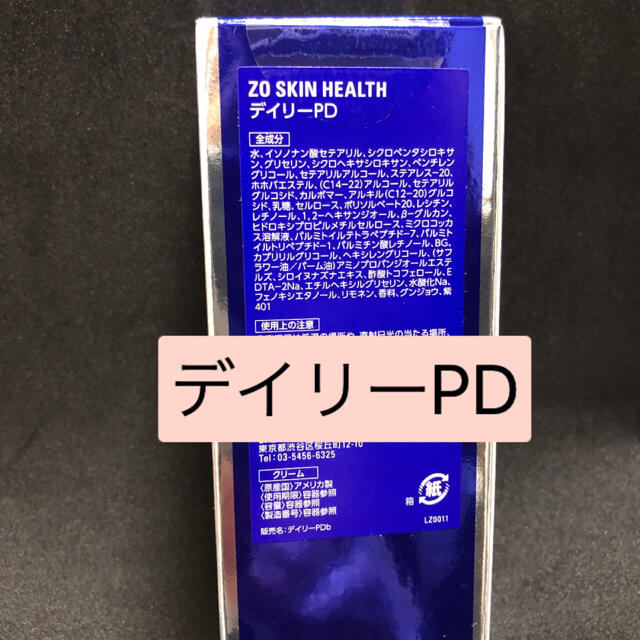 ZO SKIN HEALTH
デイリーPD
全成分
水、イソノナン酸セテアリル、シクロペンタシロキサ
ン、グリセリン、シクロヘキサシロキサン、ペンチレン
グリコール、セテアリルアルコール、ステアレス-20、
ホホバエステル、(C14-22)アルコール、セテアリル
グルコシド、カルボマー、アルキル(C12-20)グルコ
シド、乳糖、セルロース、ポリソルベート20、レシチン、
レチノール、1,2-ヘキサンジオール、β-グルカン、
ヒドロキシプロピルメチルセルロース、ミクロコッカ
ス溶解液、パルミトイルテトラペプチド-7、パルミト
イルトリペプチド-1、パルミチン酸レチノール、BG、
カプリリルグリコール、ヘキシレングリコール、(サフ
ラワー油/パーム油)アミノプロパンジオールエステ
ルズ、シロイヌナズナエキス、酢酸トコフェロール、E
DTA-2Na、エチルヘキシルグリセリン、水酸化Na、
フェノキシエタノール、リモネン、香料、グンジョウ、紫
401
使用上の注意
直射日光の当たる場所、
デイリーPD
東京都渋谷区桜丘町12-10
Tel:03-5456-6325
クリーム
〈原産国〉アメリカ製
〈使用期限〉容器参照
〈容量〉容器参照
〈製造番号〉容器参照
販売名:デイリーPDb
箱
紙
LZ0011